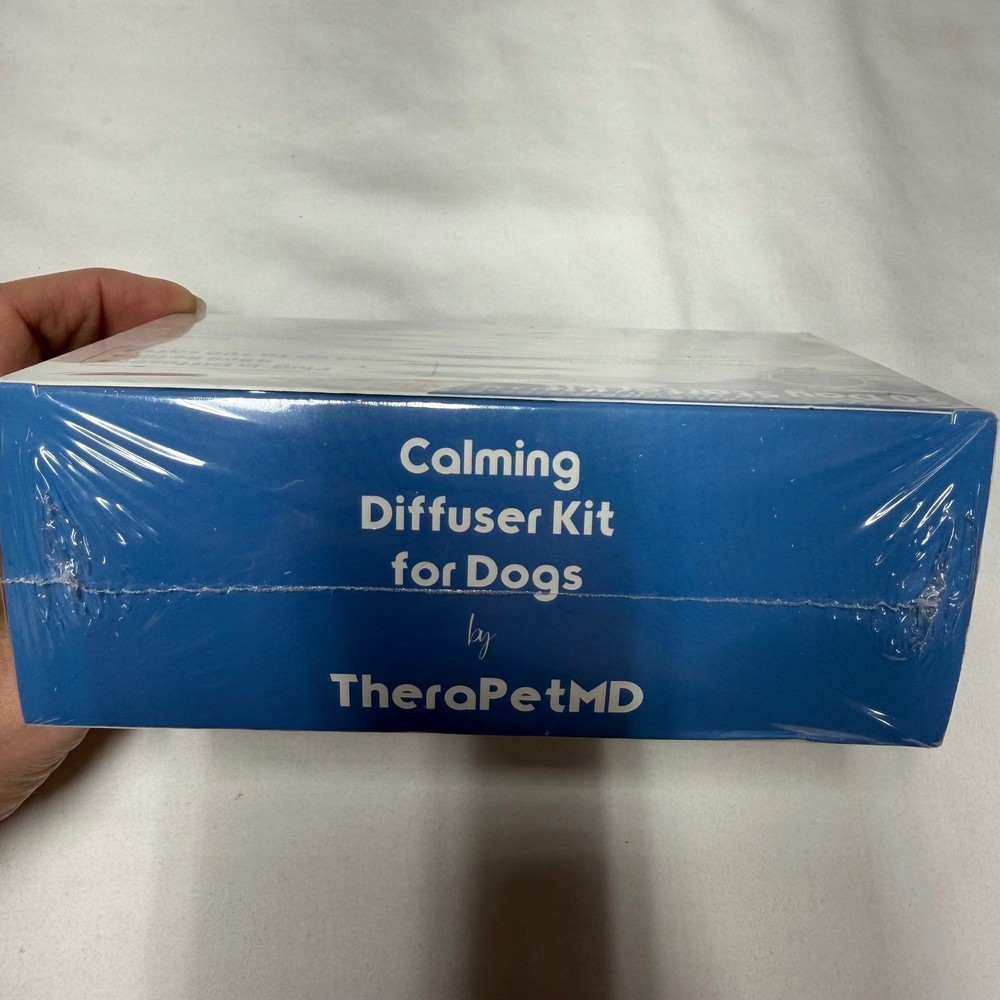 Calming
Diffuser Kit
for Dogs
by
TheraPetMD